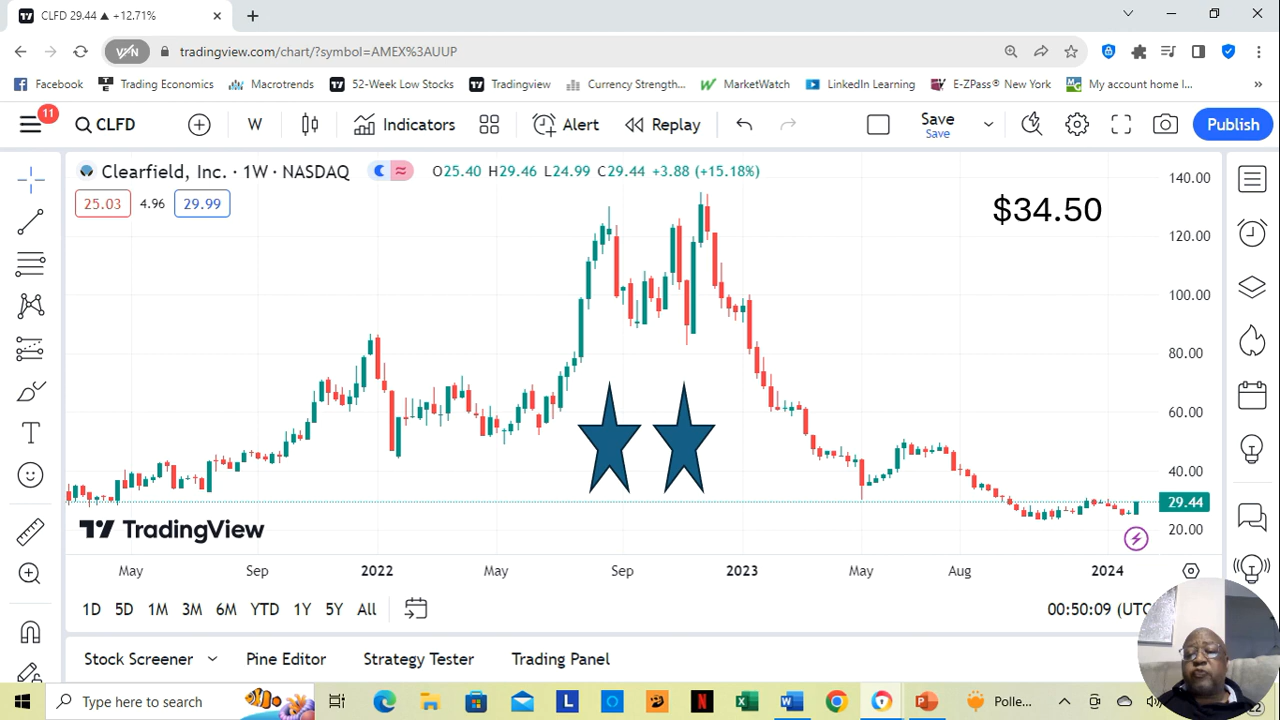 CLFD 29.44 ▲ +12.71%
tradingview.com/chart/?symbol=AMEX%3AUUP
Facebook Trading Economics Macrotrends 52-Week Low Stocks Tradingview Currency Strength... MarketWatch LinkedIn Learning E-ZPass® New York My account home l... »
11
CLFD W Indicators Alert Replay Save Publish
Save
Clearfield, Inc. · 1W · NASDAQ O25.40 H29.46 L24.99 C29.44 +3.88 (+15.18%)
25.03 4.96 29.99
$34.50
140.00
120.00
100.00
80.00
60.00
40.00
29.44
20.00
TradingView
May Sep 2022 May Sep 2023 May Aug 2024
1D 5D 1M 3M 6M YTD 1Y 5Y All 00:50:09 (UTC
Stock Screener Pine Editor Strategy Tester Trading Panel
Type here to search Polle...